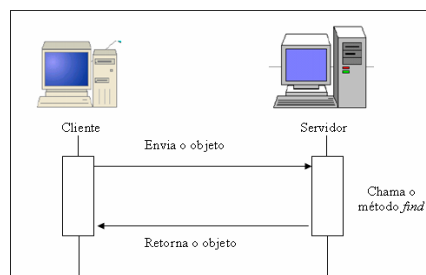 Cliente
Servidor
Envia o objeto
Chama o
método find
Retorna o objeto